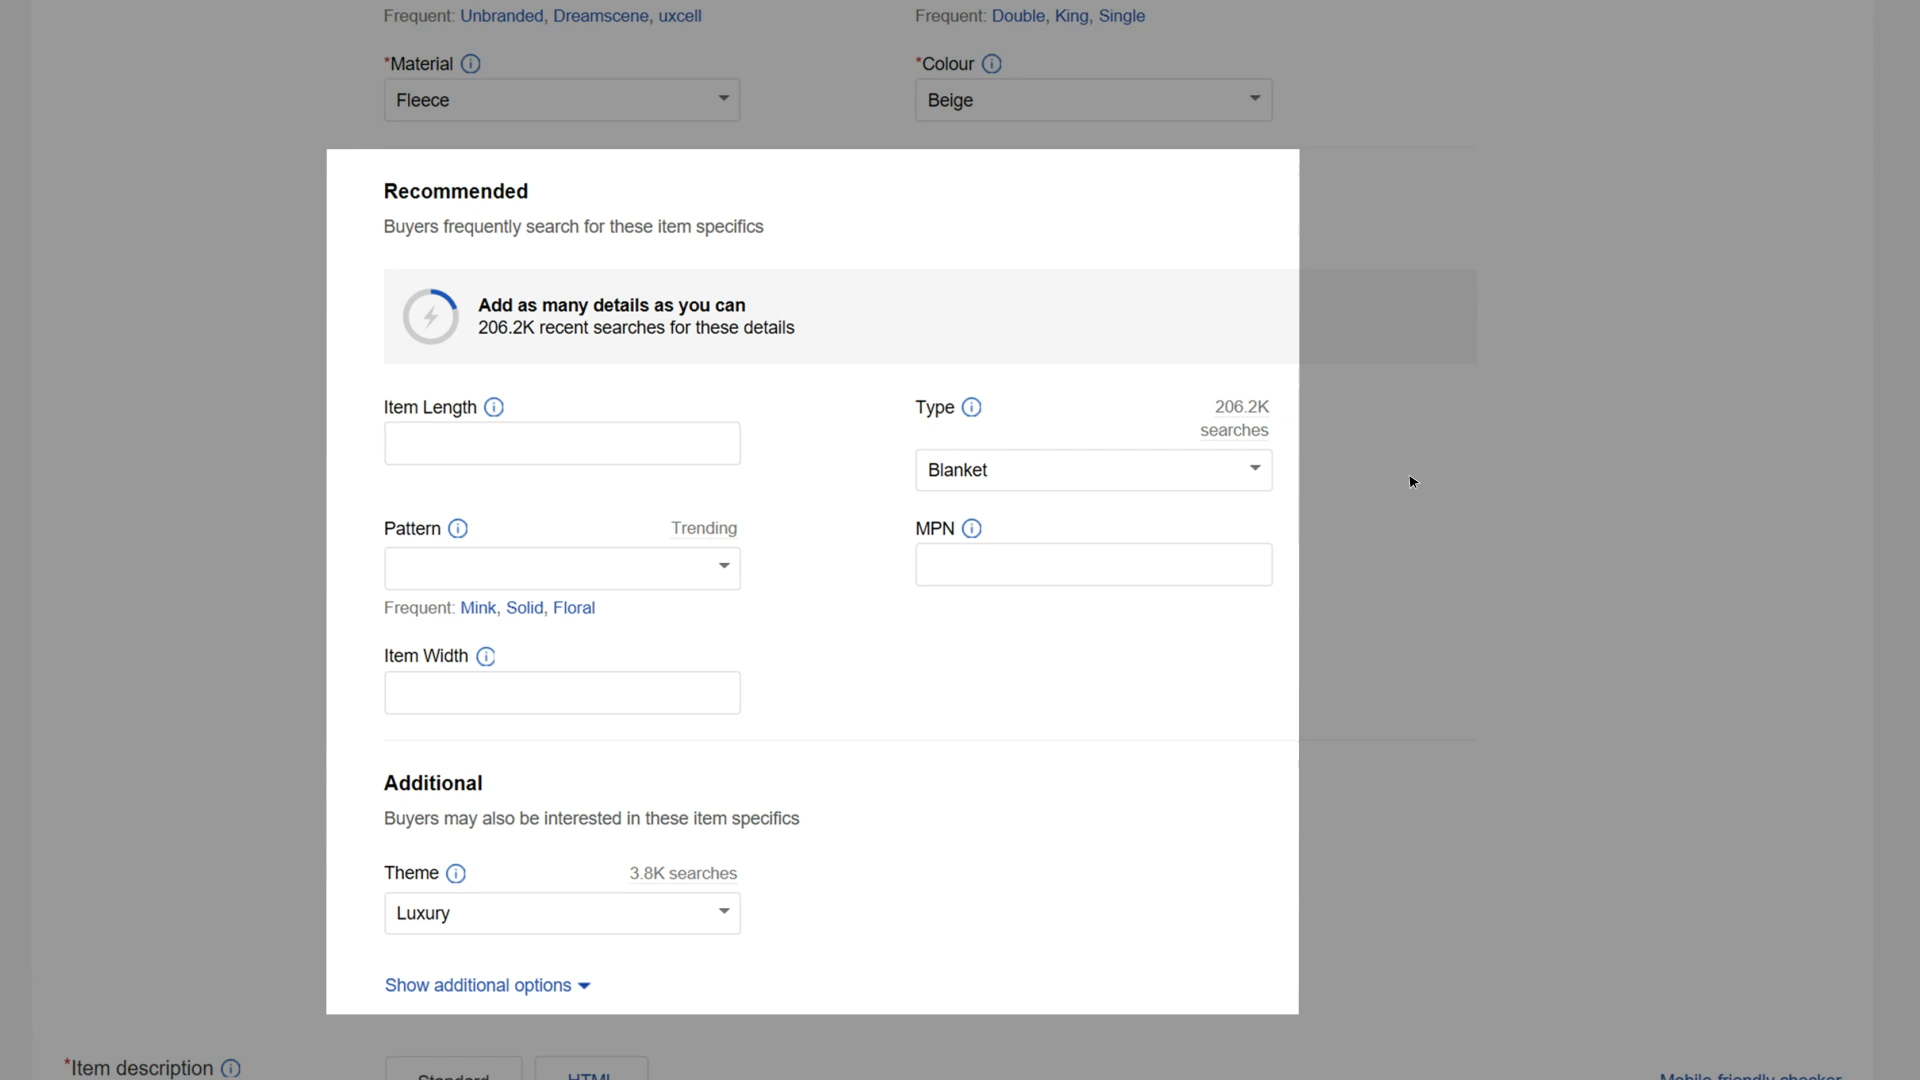 Frequent: Unbranded, Dreamscene, uxcell
Frequent: Double, King, Single
*Material
*Colour
Fleece
Beige
Recommended
Buyers frequently search for these item specifics
Add as many details as you can
206.2K recent searches for these details
Item Length
Type
206.2K
searches
Blanket
Pattern
Trending
MPN
Frequent: Mink, Solid, Floral
Item Width
Additional
Buyers may also be interested in these item specifics
Theme
3.8K searches
Luxury
Show additional options
*Item description
Standard
HTML
Mobile-friendly checker